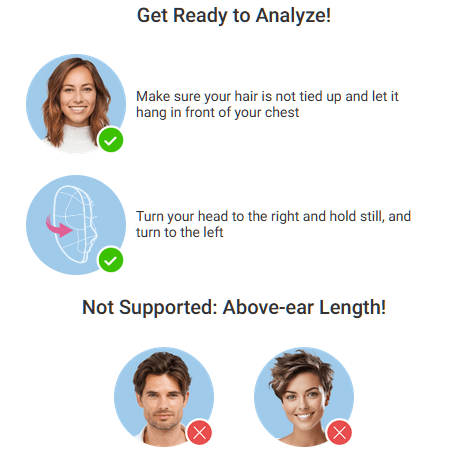 Get Ready to Analyze!
Make sure your hair is not tied up and let it
hang in front of your chest
Turn your head to the right and hold still, and
turn to the left
Not Supported: Above-ear Length!